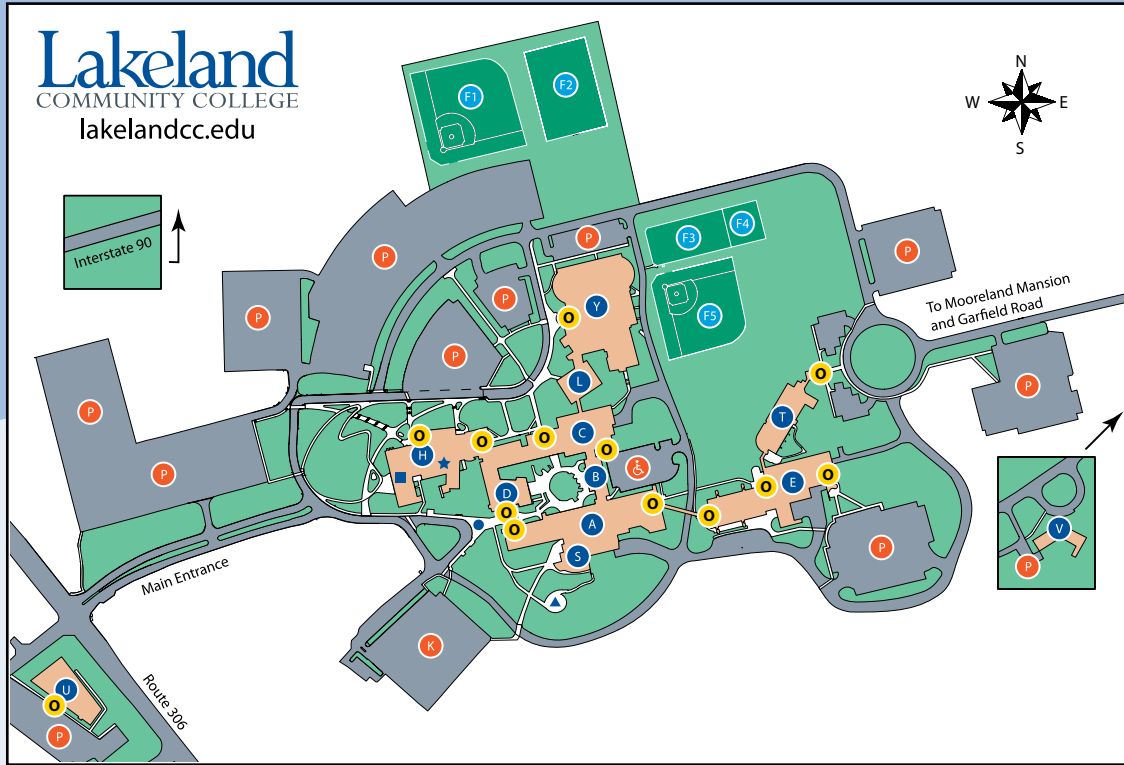 Lakeland
COMMUNITY COLLEGE
lakelandcc.edu
N
W E
S
F1
F2
F3
F4
F5
Interstate 90
P
P
P
P
P
P
P
P
P
To Mooreland Mansion
and Garfield Road
Y
O
L
T
O
C
O
O
O
O
H
B
D
O
O
A
O
S
E
O
O
O
P
V
P
K
Main Entrance
Route 306
U
O
P